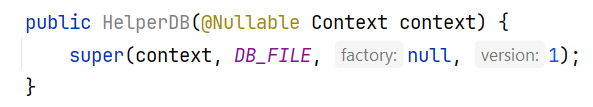 public HelperDB(@Nullable Context context) {
super(context, DB_FILE, factory: null, version: 1);
}